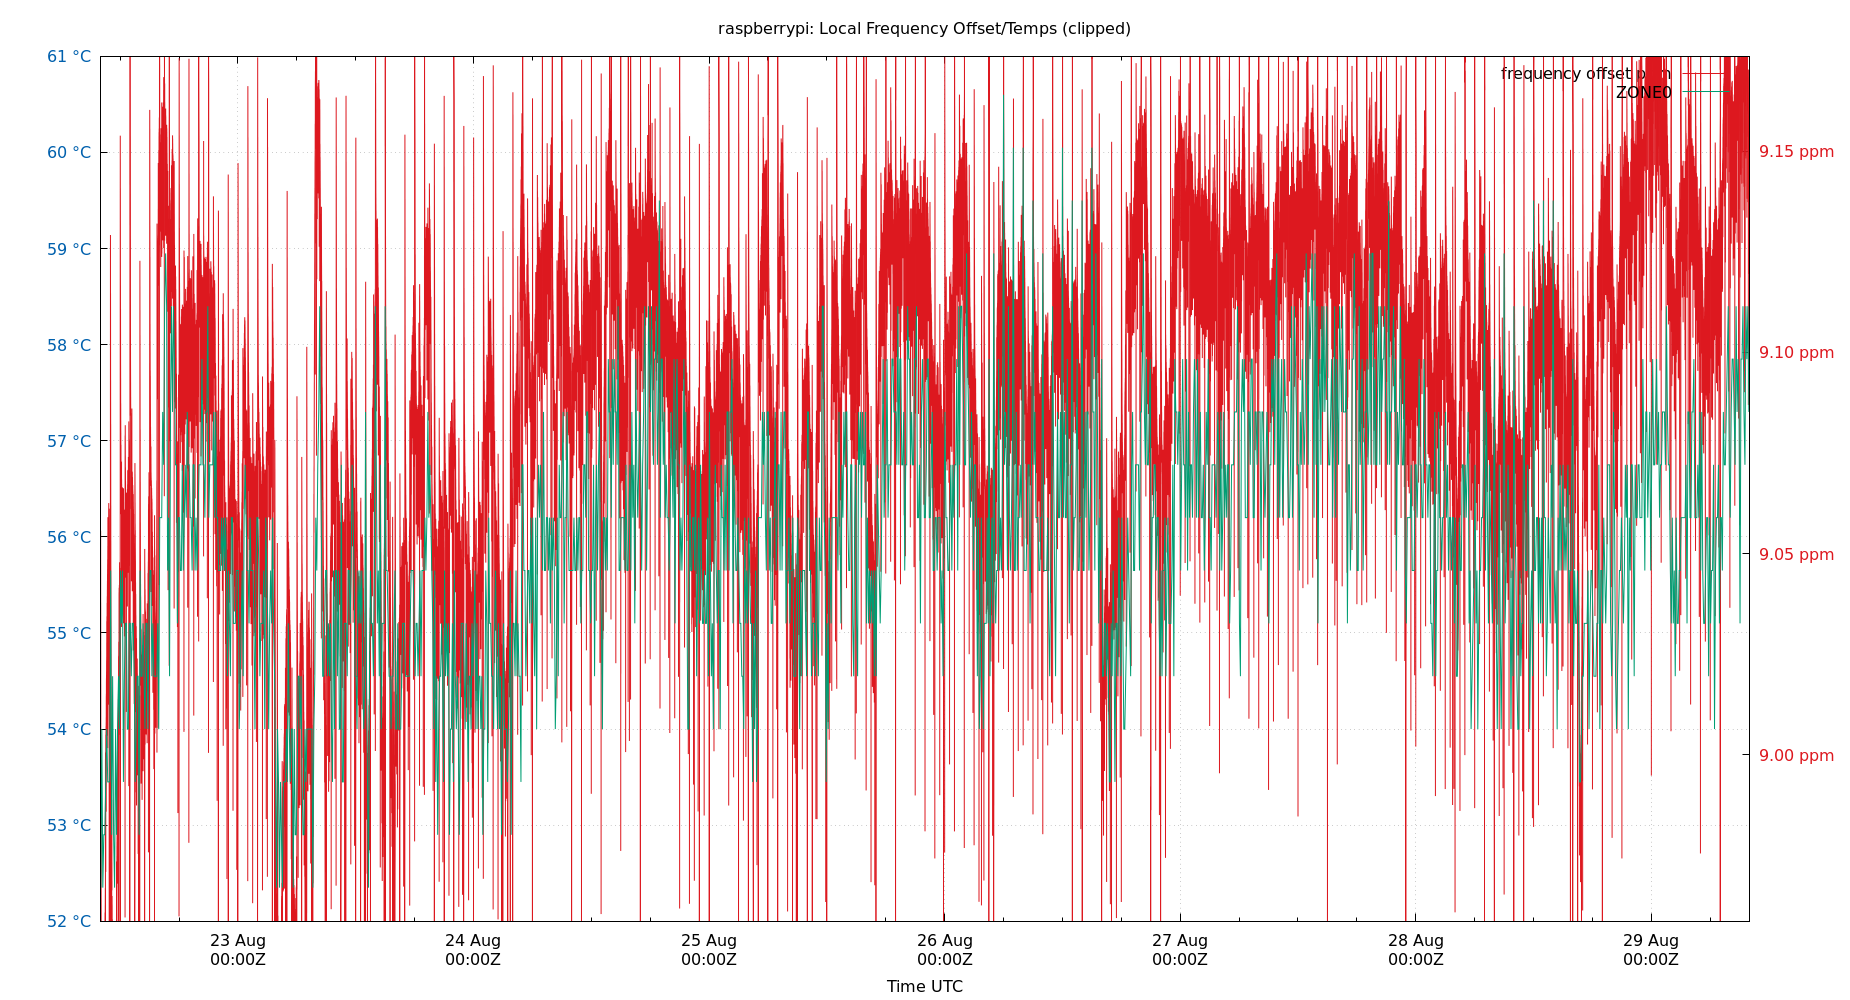 raspberrypi: Local Frequency Offset/Temps (clipped)
61 °C
60 °C
59 °C
58 °C
57 °C
56 °C
55 °C
54 °C
53 °C
52 °C
frequency offset ppm
ZONE0
9.15 ppm
9.10 ppm
9.05 ppm
9.00 ppm
23 Aug 24 Aug 25 Aug 26 Aug 27 Aug 28 Aug 29 Aug
00:00Z 00:00Z 00:00Z 00:00Z 00:00Z 00:00Z 00:00Z
Time UTC